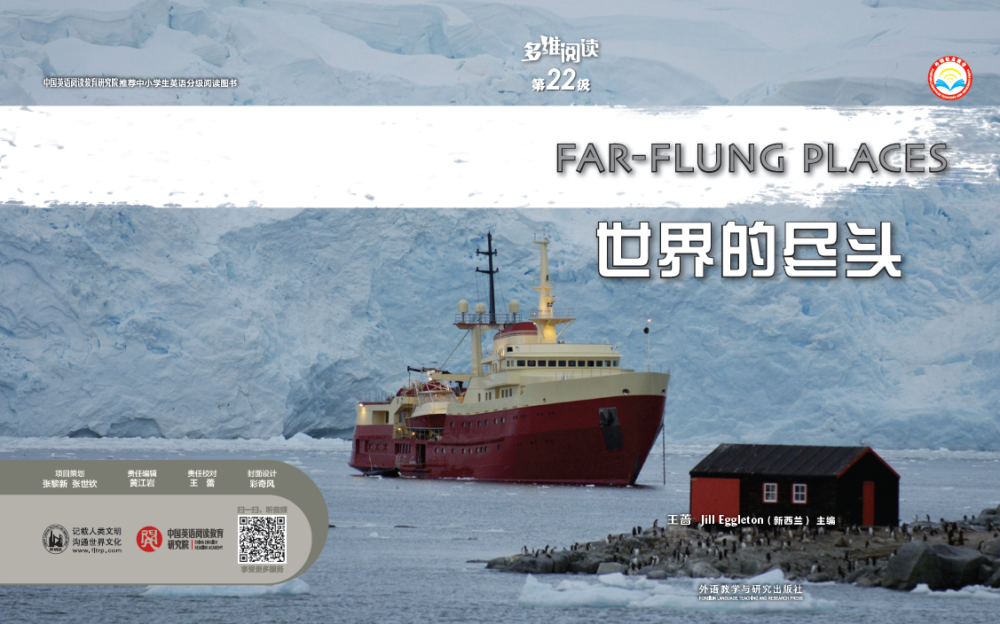 多维阅读
第22级
中国英语阅读教育研究院推荐中小学生英语分级阅读图书
FAR-FLUNG PLACES
世界的尽头
王蔷 Jill Eggleton（新西兰）主编
外语教学与研究出版社
FOREIGN LANGUAGE TEACHING AND RESEARCH PRESS
项目策划 责任编辑 责任校对 封面设计
张黎新 张世钦 黄江岩 王 蕾 彩奇风
扫一扫，听音频
记载人类文明
沟通世界文化
www.fltrp.com
中国英语阅读教育
研究院
CHINA ENGLISH
READING ACADEMY
享受更多服务